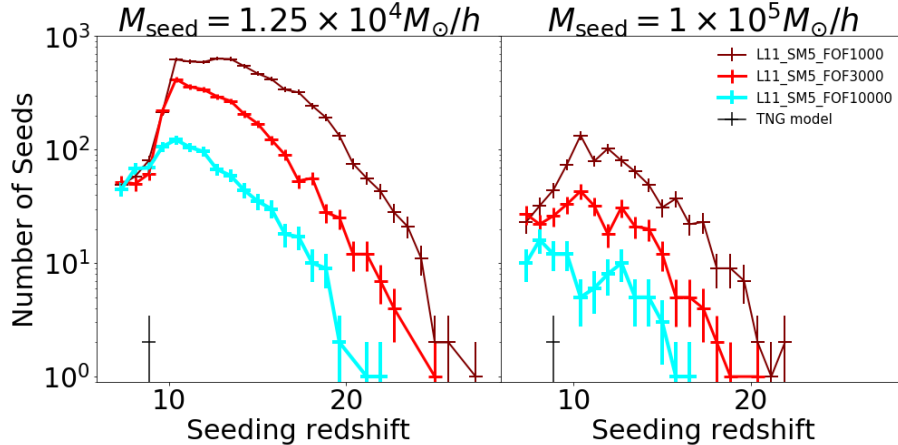 M_seed = 1.25 × 10^4 M_⊙/h
M_seed = 1 × 10^5 M_⊙/h
Number of Seeds
10^3
10^2
10^1
10^0
L11_SM5_FOF1000
L11_SM5_FOF3000
L11_SM5_FOF10000
TNG model
10
20
10
20
Seeding redshift
Seeding redshift